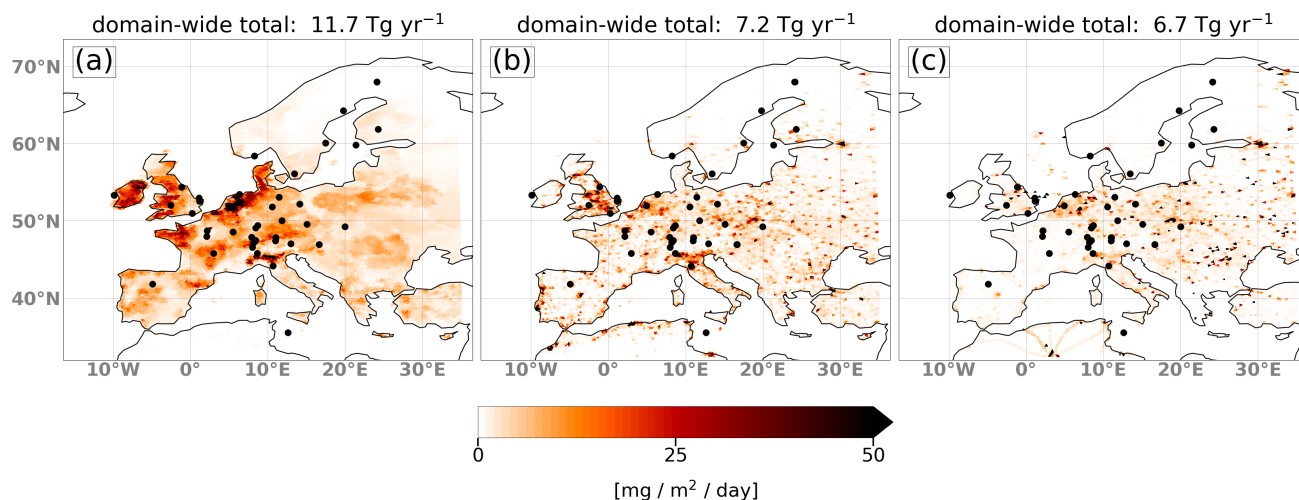 domain-wide total: 11.7 Tg yr⁻¹
domain-wide total: 7.2 Tg yr⁻¹
domain-wide total: 6.7 Tg yr⁻¹
(a)
(b)
(c)
70°N
60°N
50°N
40°N
10°W 0° 10°E 20°E 30°E
10°W 0° 10°E 20°E 30°E
10°W 0° 10°E 20°E 30°E
0 25 50
[mg / m² / day]